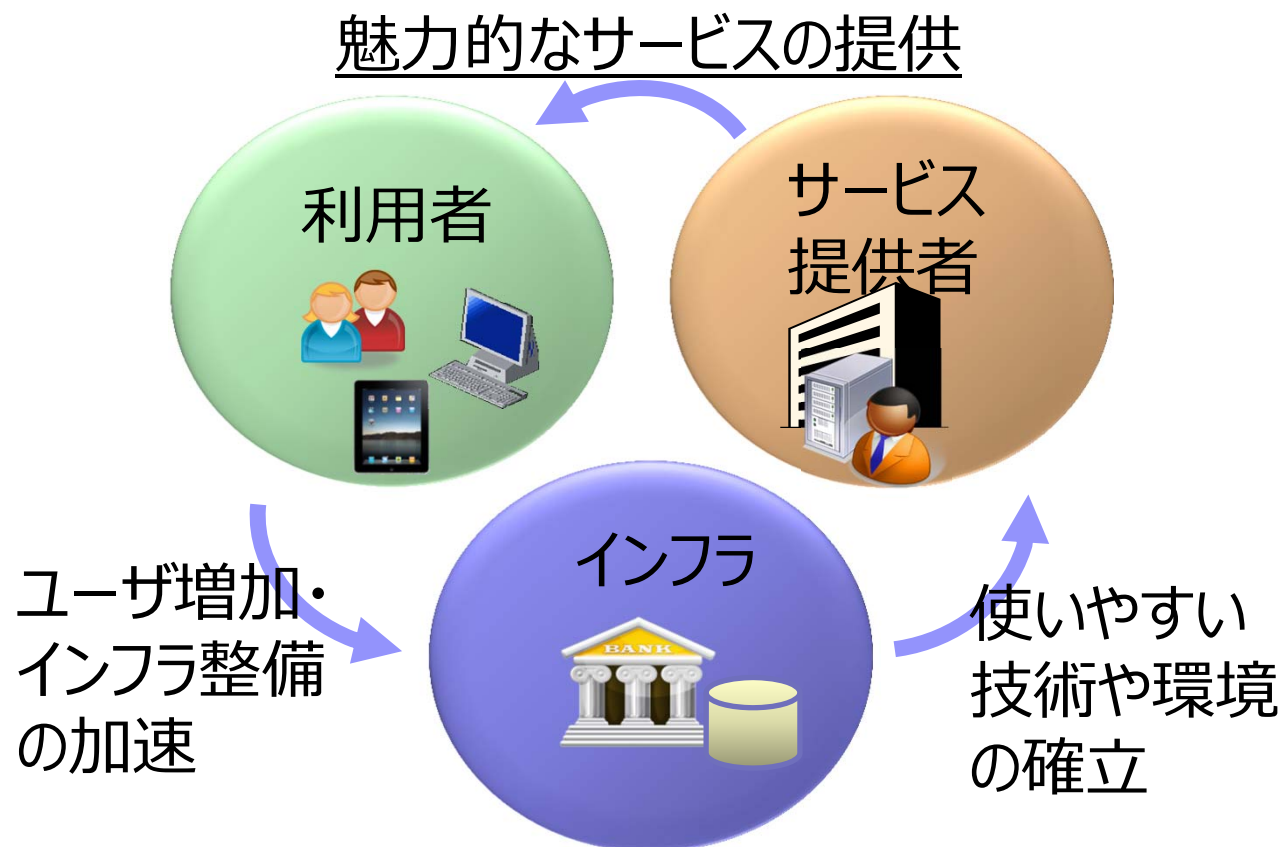 魅力的なサービスの提供
利用者
サービス
提供者
インフラ
BANK
ユーザ増加・
インフラ整備
の加速
使いやすい
技術や環境
の確立